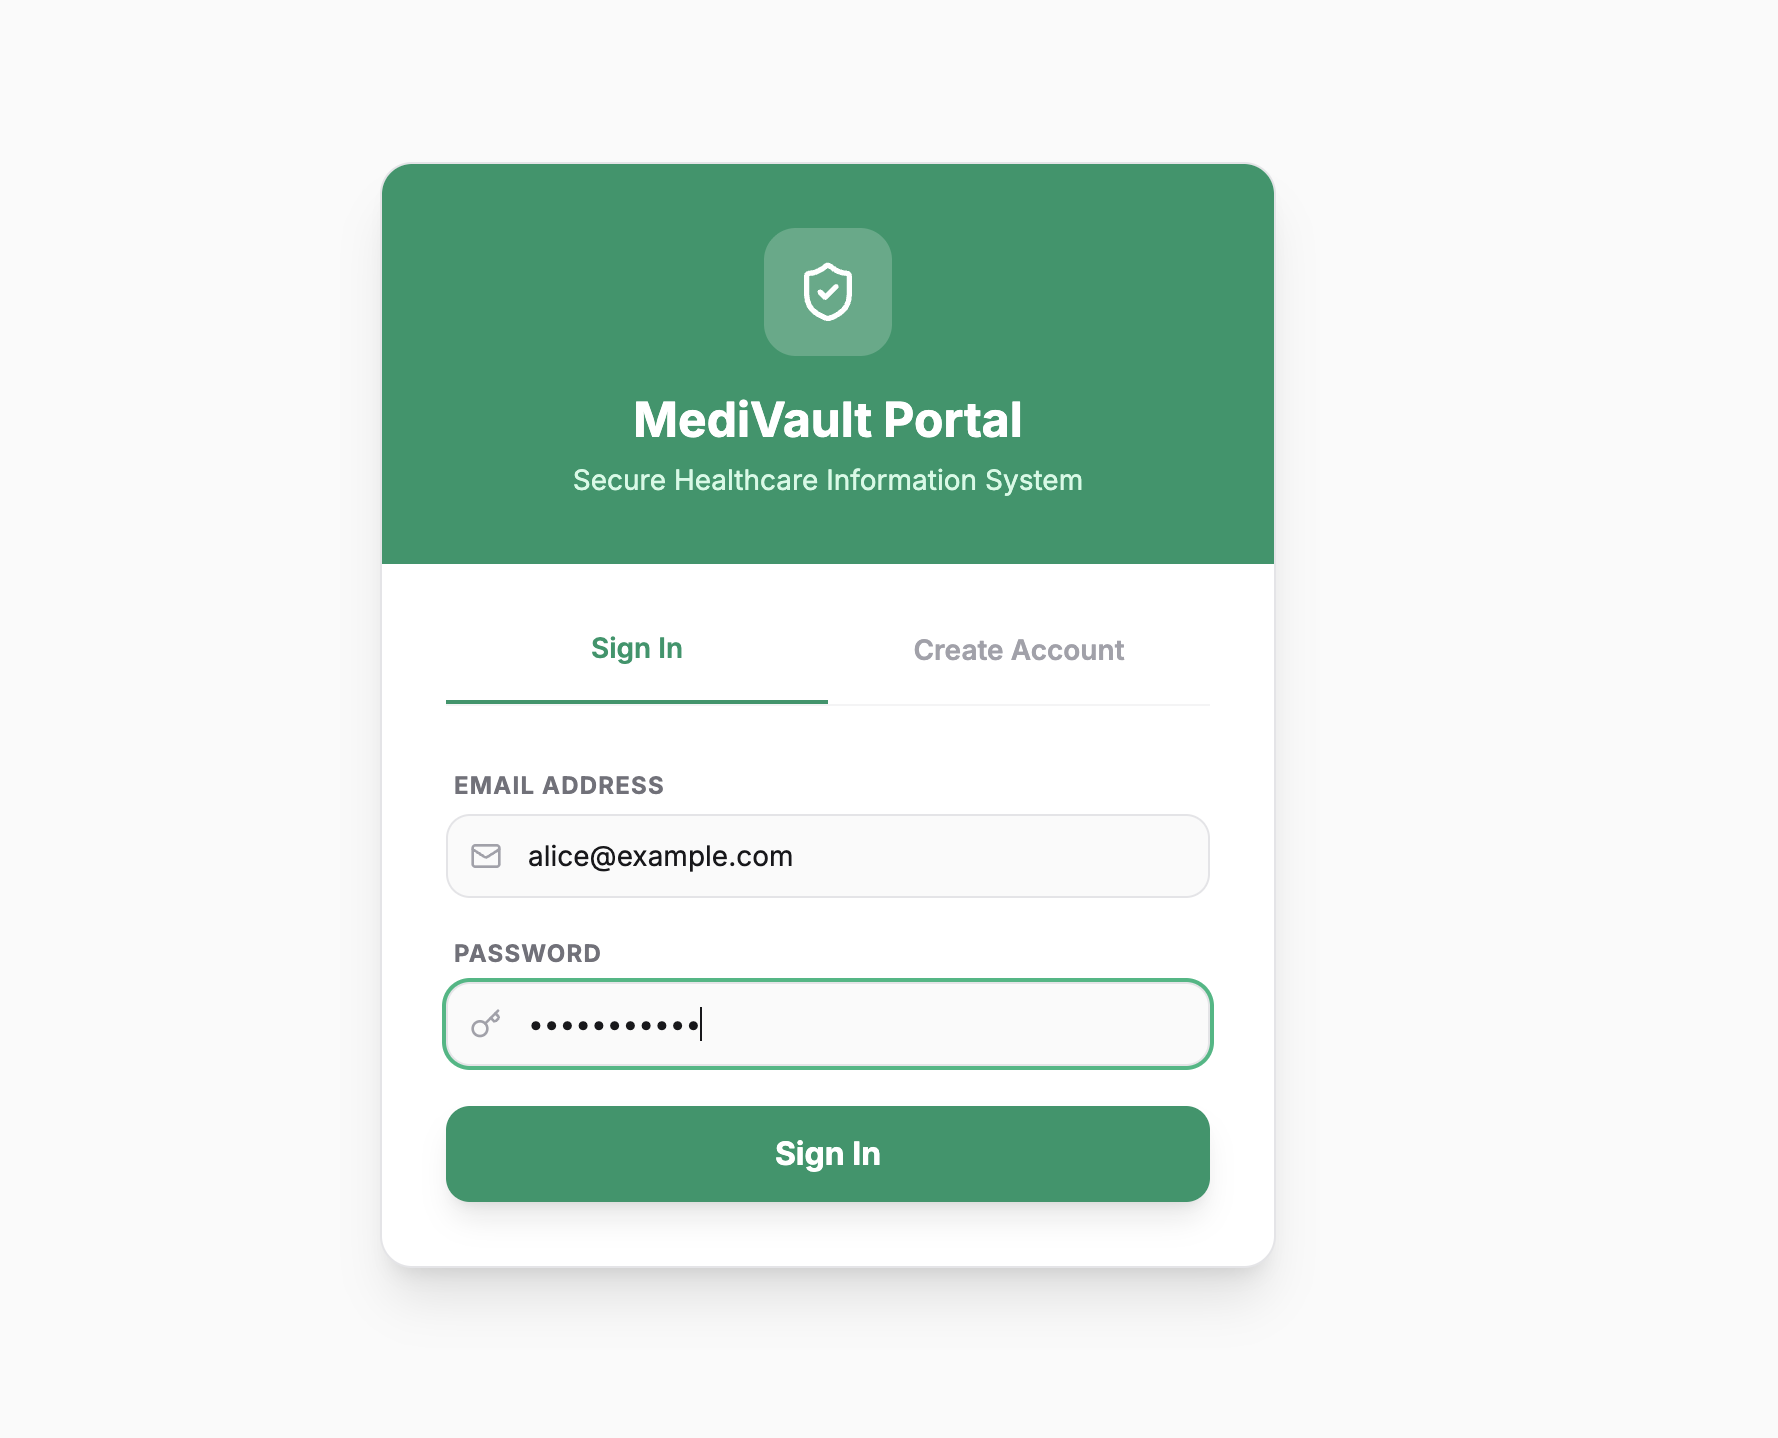 MediVault Portal
Secure Healthcare Information System
Sign In
Create Account
EMAIL ADDRESS
alice@example.com
PASSWORD
•••••••••••
Sign In